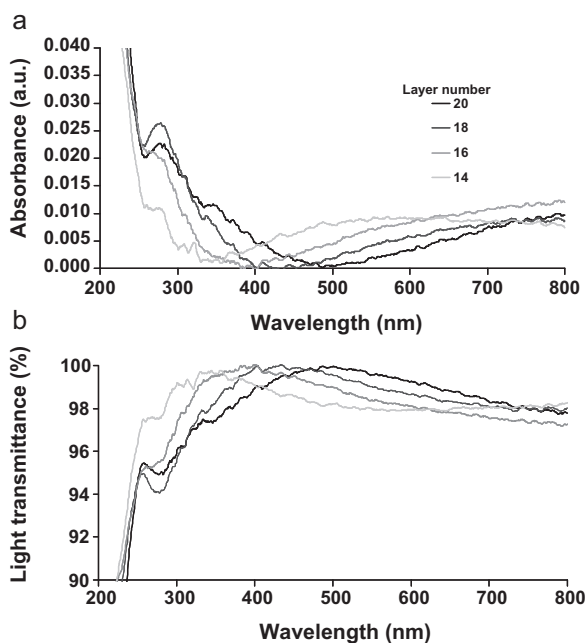 a
Absorbance (a.u.)
0.040
0.035
0.030
0.025
0.020
0.015
0.010
0.005
0.000
Layer number
20
18
16
14
200 300 400 500 600 700 800
Wavelength (nm)
b
Light transmittance (%)
100
98
96
94
92
90
200 300 400 500 600 700 800
Wavelength (nm)